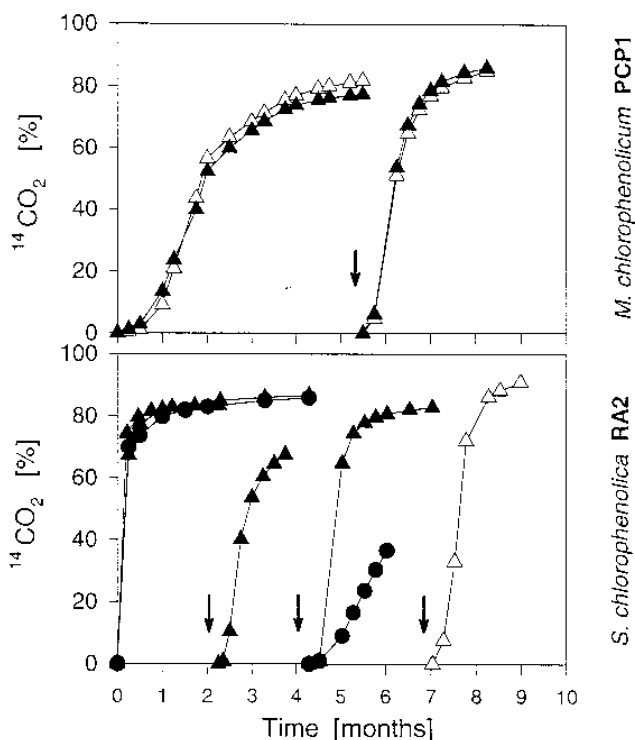 100
80
60
40
20
0
¹⁴CO₂ [%]
M. chlorophenolicum PCP1
100
80
60
40
20
0
¹⁴CO₂ [%]
S. chlorophenolica RA2
0 1 2 3 4 5 6 7 8 9 10
Time [months]